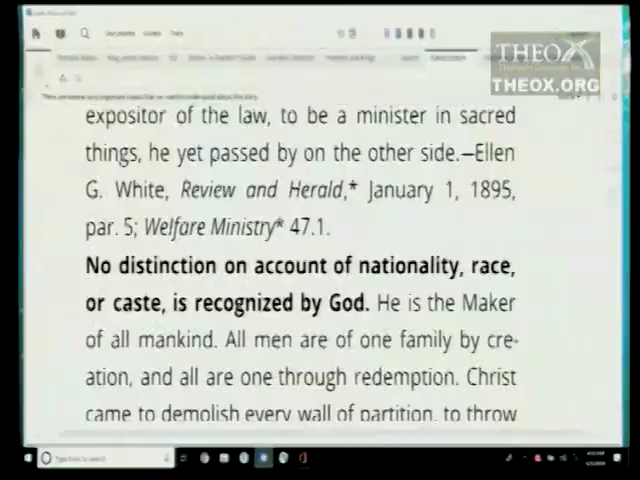 THEOX
THEOX.ORG
expositor of the law, to be a minister in sacred
things, he yet passed by on the other side.—Ellen
G. White, Review and Herald,* January 1, 1895,
par. 5; Welfare Ministry* 47.1.
No distinction on account of nationality, race,
or caste, is recognized by God. He is the Maker
of all mankind. All men are of one family by cre-
ation, and all are one through redemption. Christ
came to demolish every wall of partition, to throw
Type here to search